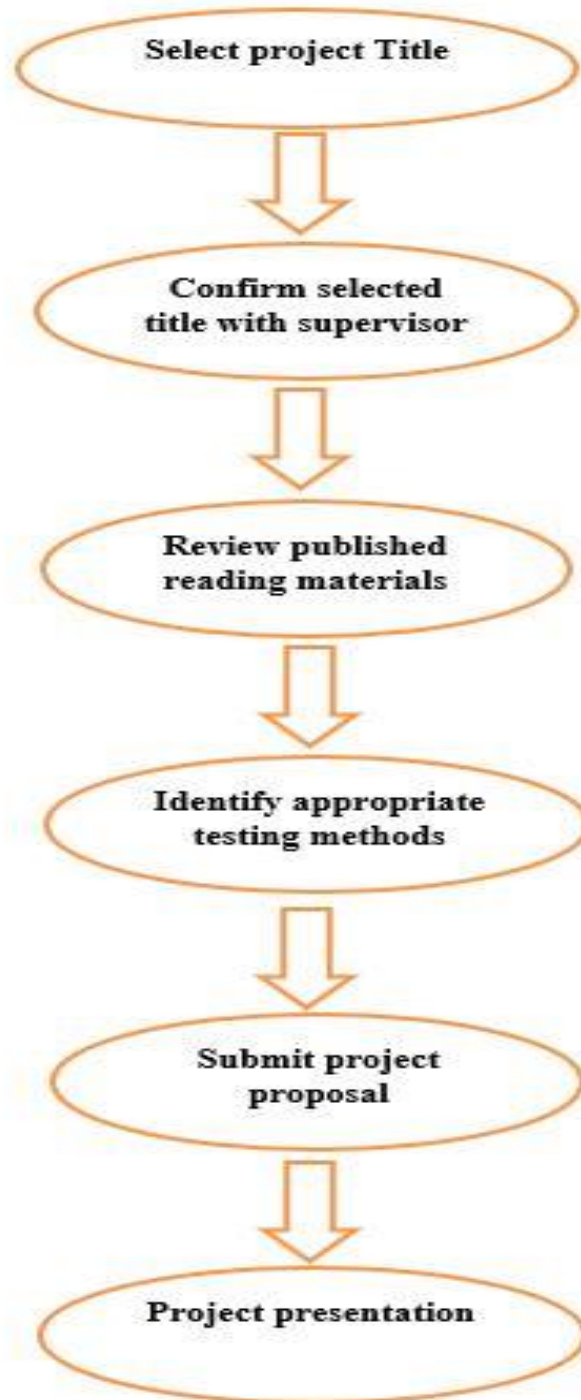 Select project Title
Confirm selected
title with supervisor
Review published
reading materials
Identify appropriate
testing methods
Submit project
proposal
Project presentation